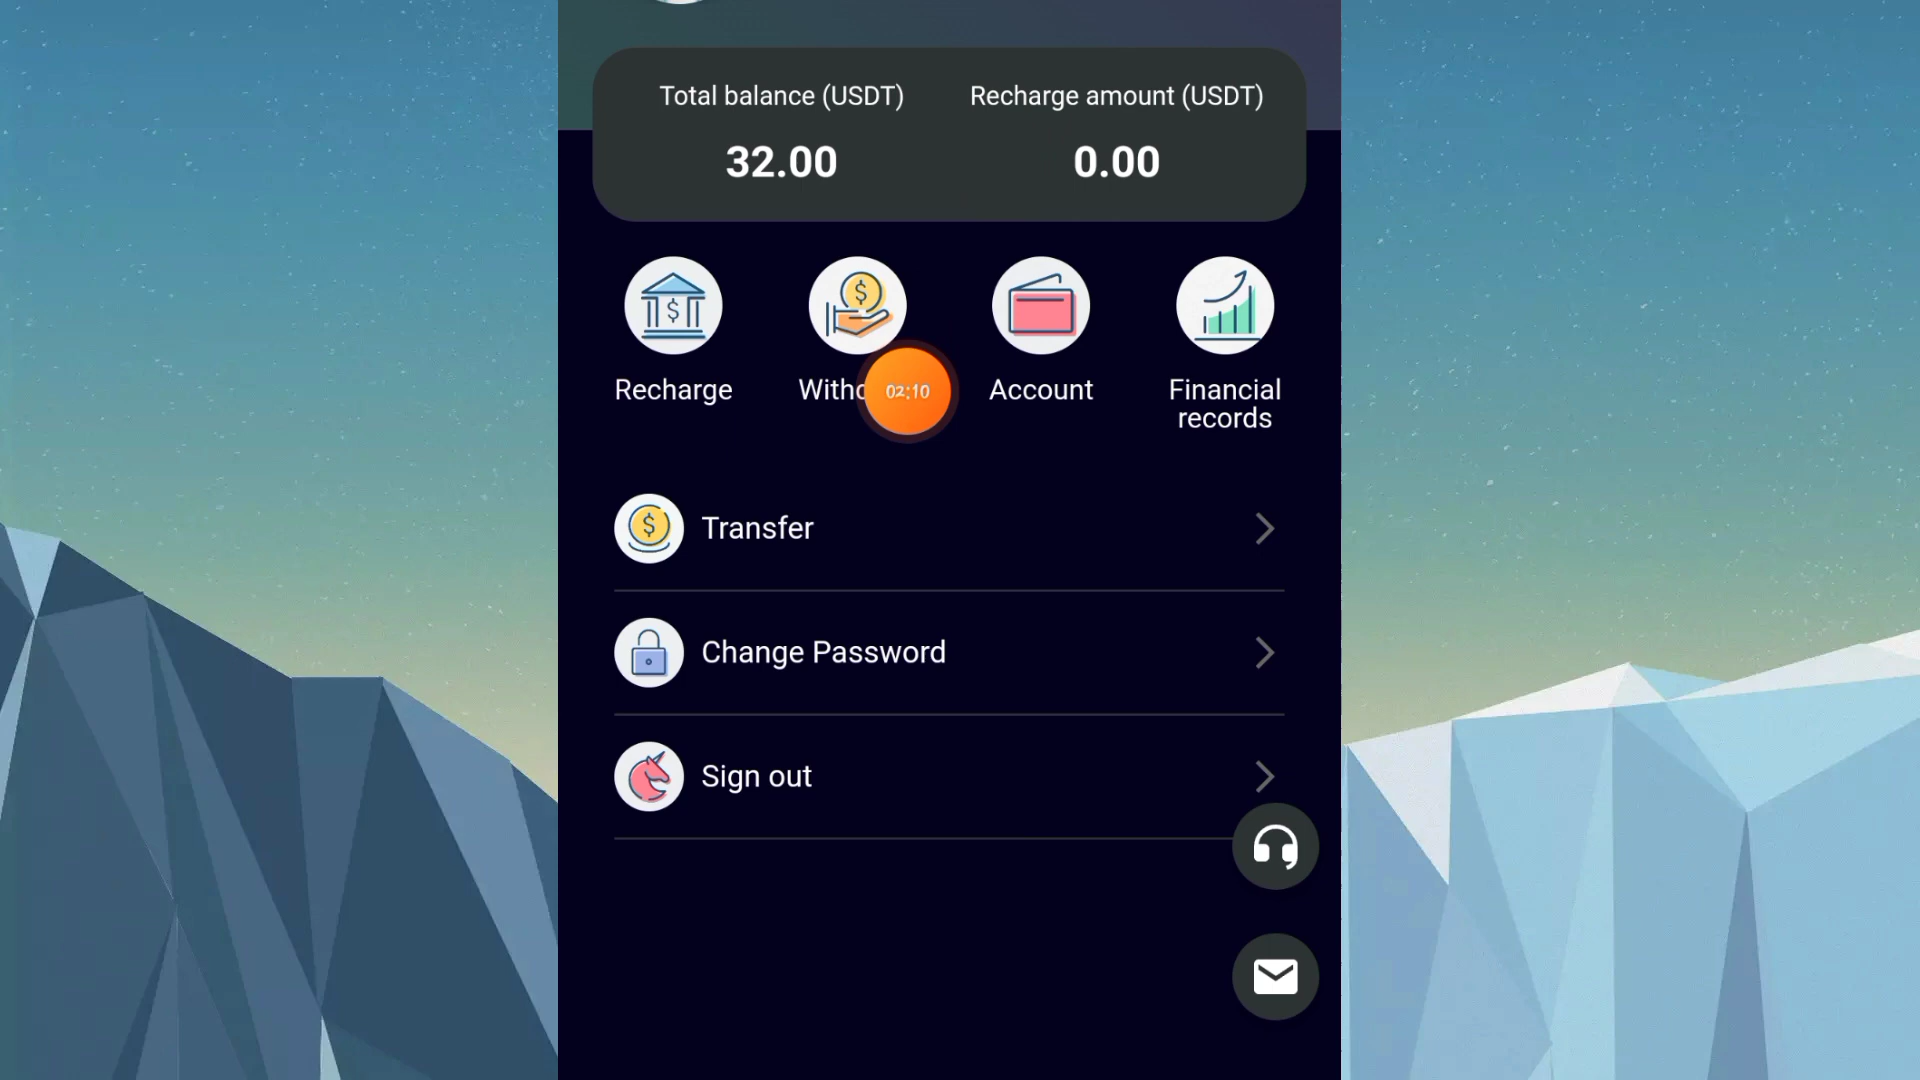 Total balance (USDT) Recharge amount (USDT)
32.00 0.00
Recharge
02:10
Account
Financial
records
Transfer
Change Password
Sign out